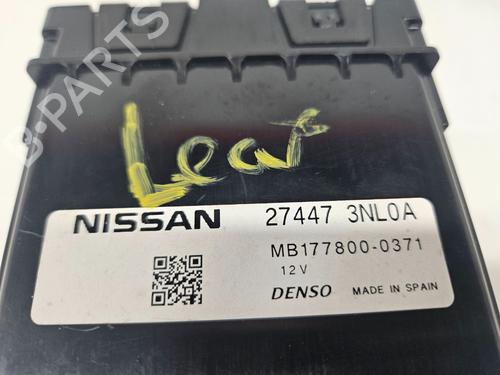 Leaf
NISSAN 27447 3NL0A
MB177800-0371
12V
DENSO MADE IN SPAIN
B-PARTS